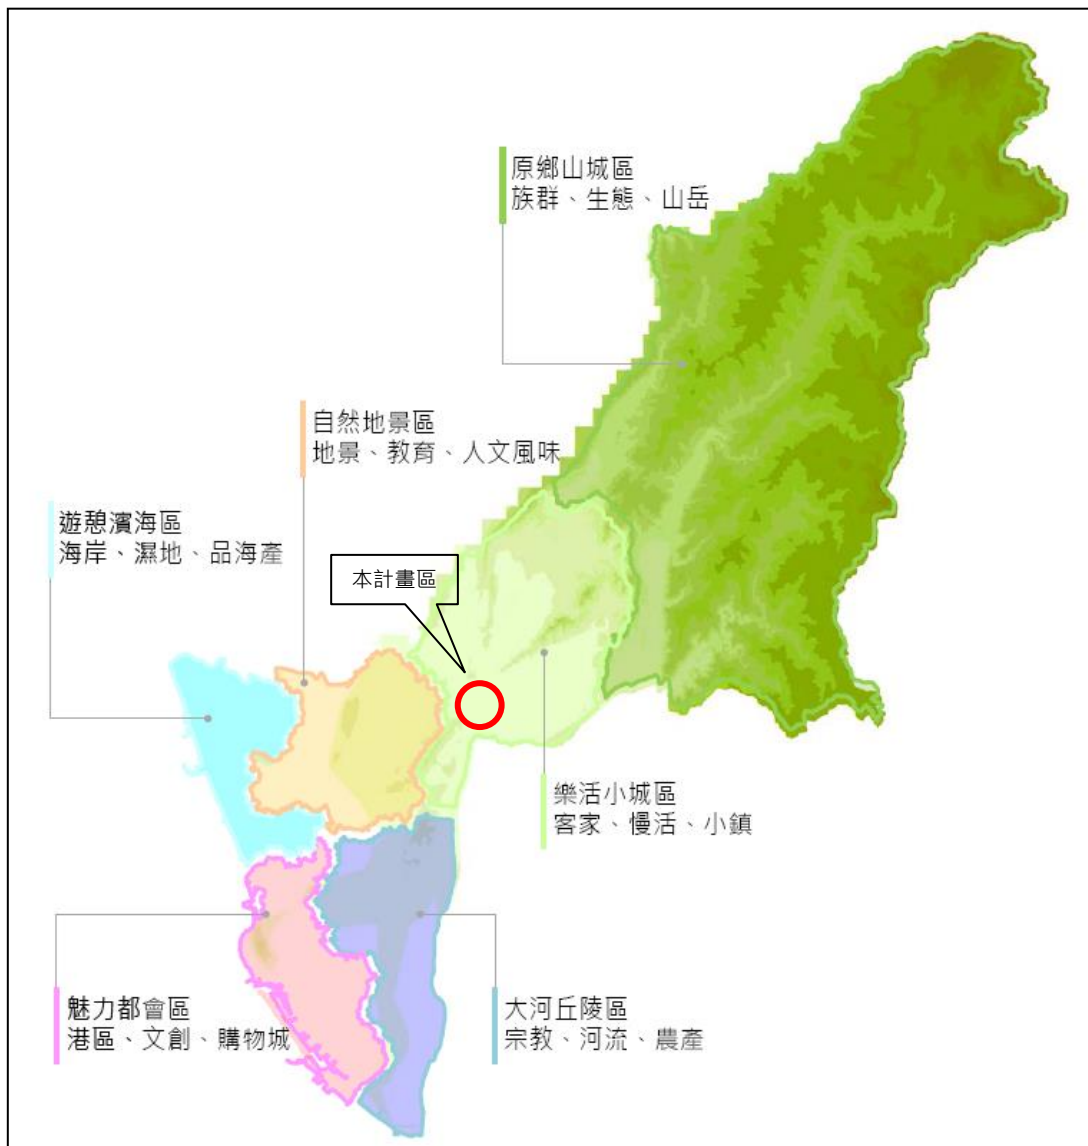 原鄉山城區
族群、生態、山岳
自然地景區
地景、教育、人文風味
遊憩濱海區
海岸、濕地、品海產
本計畫區
樂活小城區
客家、慢活、小鎮
魅力都會區
港區、文創、購物城
大河丘陵區
宗教、河流、農產